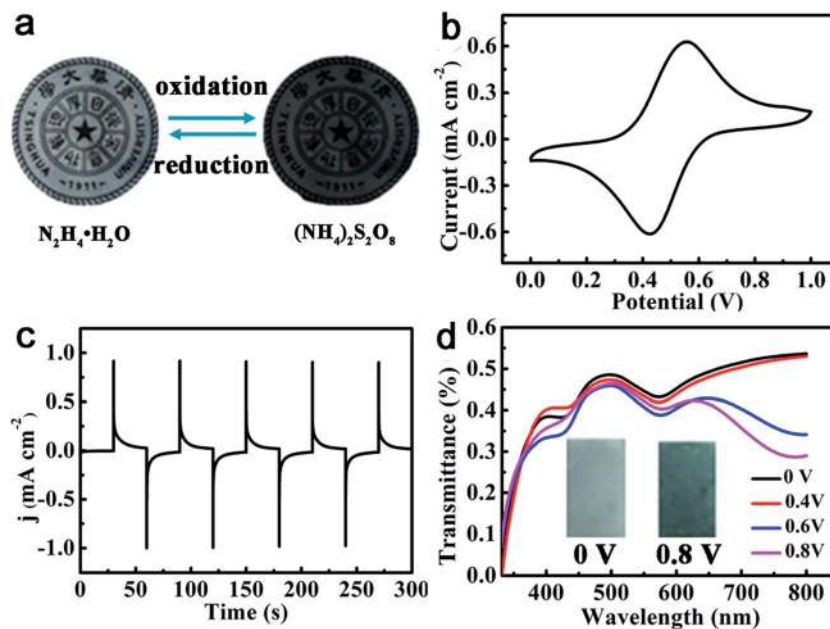 a
oxidation
reduction
TSINGHUA
UNIVERSITY
1911
N₂H₄•H₂O
(NH₄)₂S₂O₈
b
Current (mA cm⁻²)
0.6
0.3
0.0
-0.3
-0.6
0.0 0.2 0.4 0.6 0.8 1.0
Potential (V)
c
j (mA cm⁻²)
1.0
0.5
0.0
-0.5
-1.0
0 50 100 150 200 250 300
Time (s)
d
Transmittance (%)
0.6
0.5
0.4
0.3
0.2
0.1
0.0
0 V
0.8 V
0 V
0.4V
0.6V
0.8V
400 500 600 700 800
Wavelength (nm)